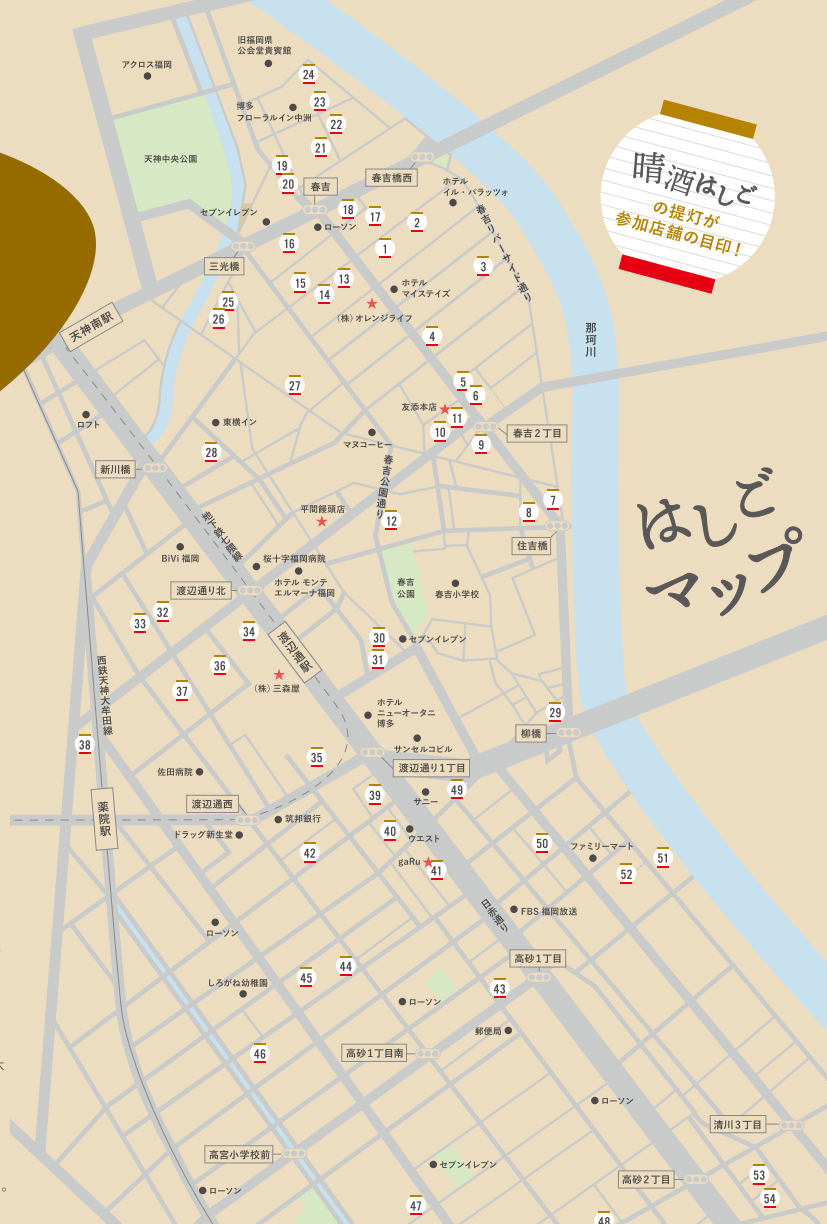 旧福岡県
公会堂貴賓館
アクロス福岡
24
23
博多
フローラルイン中洲
22
21
天神中央公園
19
20
春吉
春吉橋西
ホテル
イル・パラッツォ
晴酒はしご
の提灯が
参加店舗の目印!
セブンイレブン
18
17
2
ローソン
春吉リバーサイド通り
16
1
三光橋
3
15
14
13
ホテル
マイステイズ
25
26
(株)オレンジライフ
天神南駅
那珂川
4
27
5
6
友添本店
11
10
ロフト
東横イン
マヌコーヒー
9
春吉2丁目
28
新川橋
春吉公園通り
はしご
マップ
7
8
平間饅頭店
12
地下鉄七隈線
住吉橋
BiVi 福岡
桜十字福岡病院
ホテル モンテ
エルマーナ福岡
渡辺通り北
春吉
公園
春吉小学校
32
33
34
渡辺通駅
30
セブンイレブン
31
36
(株)三森屋
37
西鉄天神大牟田線
ホテル
ニューオータニ
博多
29
柳橋
38
サンセルコビル
35
渡辺通り1丁目
佐田病院
39
サニー
49
渡辺通西
薬院駅
筑邦銀行
ドラッグ新生堂
40
ウエスト
42
gaRu
41
50
ファミリーマート
51
52
日赤通り
FBS 福岡放送
ローソン
高砂1丁目
44
45
しろがね幼稚園
43
ローソン
郵便局
46
高砂1丁目南
ローソン
清川3丁目
高宮小学校前
セブンイレブン
高砂2丁目
53
54
ローソン
47
48
。